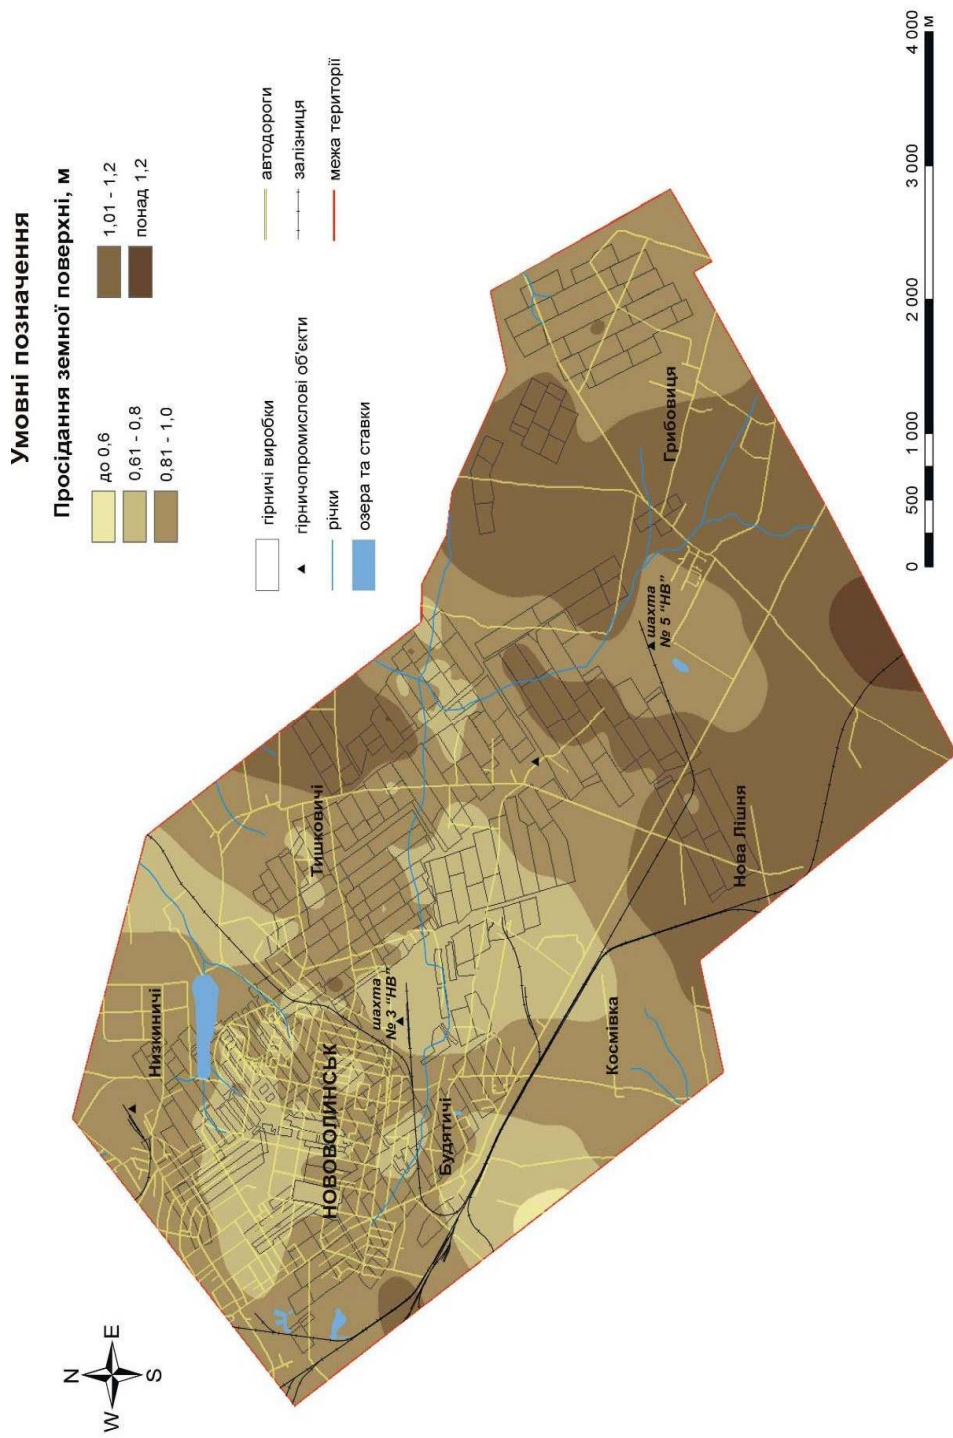 Умовні позначення
Просідання земної поверхні, м
до 0,6
0,61 - 0,8
0,81 - 1,0
1,01 - 1,2
понад 1,2
гірничі виробки
гірничопромислові об'єкти
річки
озера та ставки
автодороги
залізниця
межа території
N
W
E
S
Низкиничі
НОВОВОЛИНСЬК
Тишковичі
шахта
№ 3 "НВ"
Будятичі
Космівка
Нова Лішня
шахта
№ 5 "НВ"
Грибовиця
0
500
1 000
2 000
3 000
4 000
м